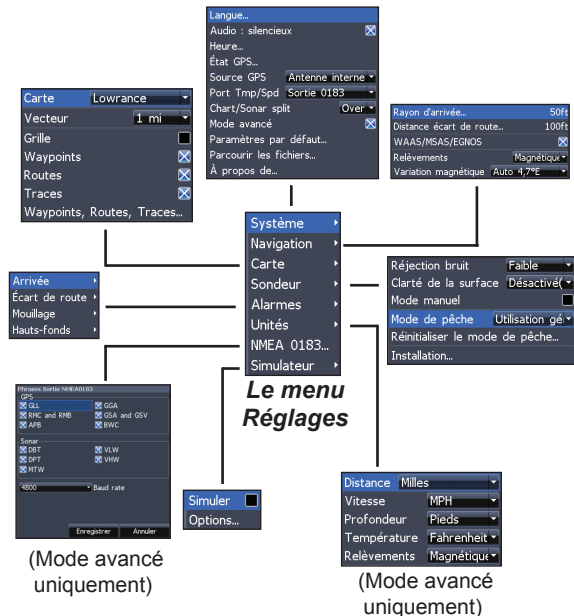 Langue...
Audio : silencieux
Heure...
État GPS...
Source GPS Antenne interne
Port Tmp/Spd Sortie 0183
Chart/Sonar split Over
Mode avancé
Paramètres par défaut...
Parcourir les fichiers...
À propos de...
Carte Lowrance
Vecteur 1 mi
Grille
Waypoints
Routes
Traces
Waypoints, Routes, Traces...
Rayon d'arrivée... 50ft
Distance écart de route... 100ft
WAAS/MSAS/EGNOS
Relèvements Magnétique
Variation magnétique Auto 4,7°E
Système
Navigation
Carte
Sondeur
Alarmes
Unités
NMEA 0183...
Simulateur
Le menu
Réglages
Arrivée
Écart de route
Mouillage
Hauts-fonds
Réjection bruit Faible
Clarté de la surface Désactivé(
Mode manuel
Mode de pêche Utilisation gé
Réinitialiser le mode de pêche...
Installation...
Phrases Sortie NMEA0183
GPS
GLL GGA
RMC and RMB GSA and GSV
APB BWC
Sonar
DBT VLW
DPT VHW
MTW
4800 Baud rate
Enregistrer Annuler
(Mode avancé
uniquement)
Simuler
Options...
Distance Milles
Vitesse MPH
Profondeur Pieds
Température Fahrenheit
Relèvements Magnétique
(Mode avancé
uniquement)